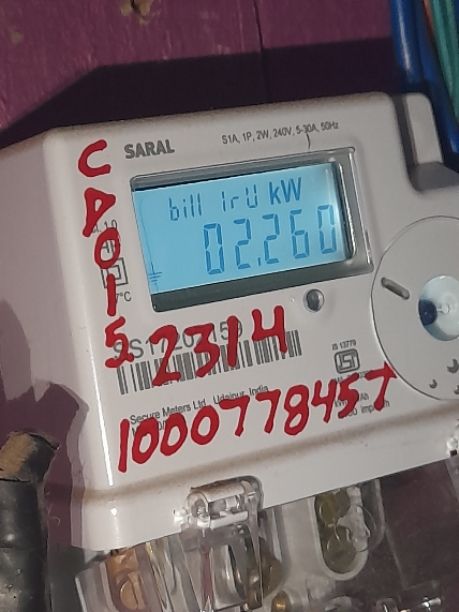 SARAL
S1A, 1P, 2W, 240V, 5-30A, 50Hz
bill 1rU kW
02.260
CD015
2314
IS 13779
Secure Meters Ltd., Udaipur, India
1000778457